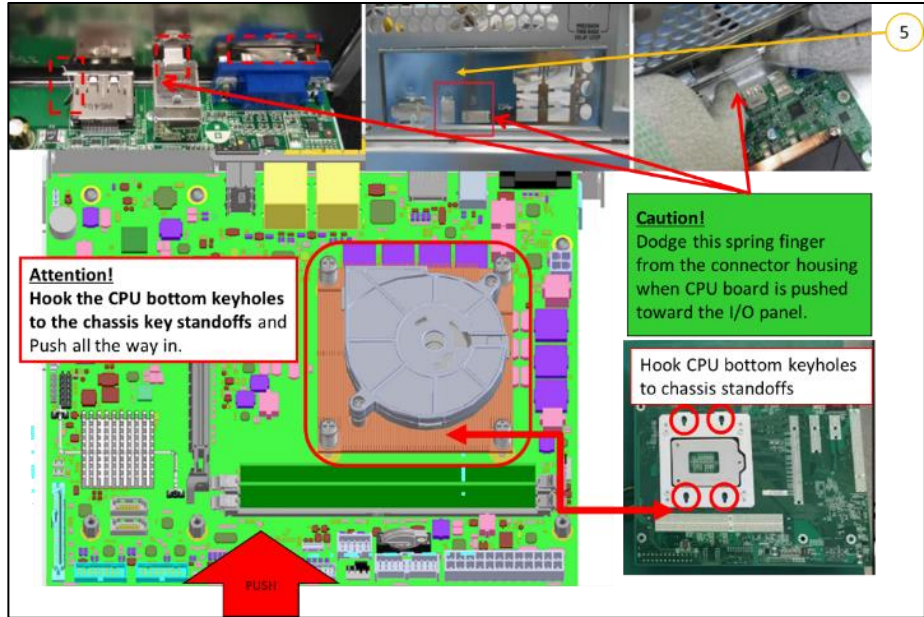 5
Caution!
Dodge this spring finger
from the connector housing
when CPU board is pushed
toward the I/O panel.
Attention!
Hook the CPU bottom keyholes
to the chassis key standoffs and
Push all the way in.
Hook CPU bottom keyholes
to chassis standoffs
PUSH